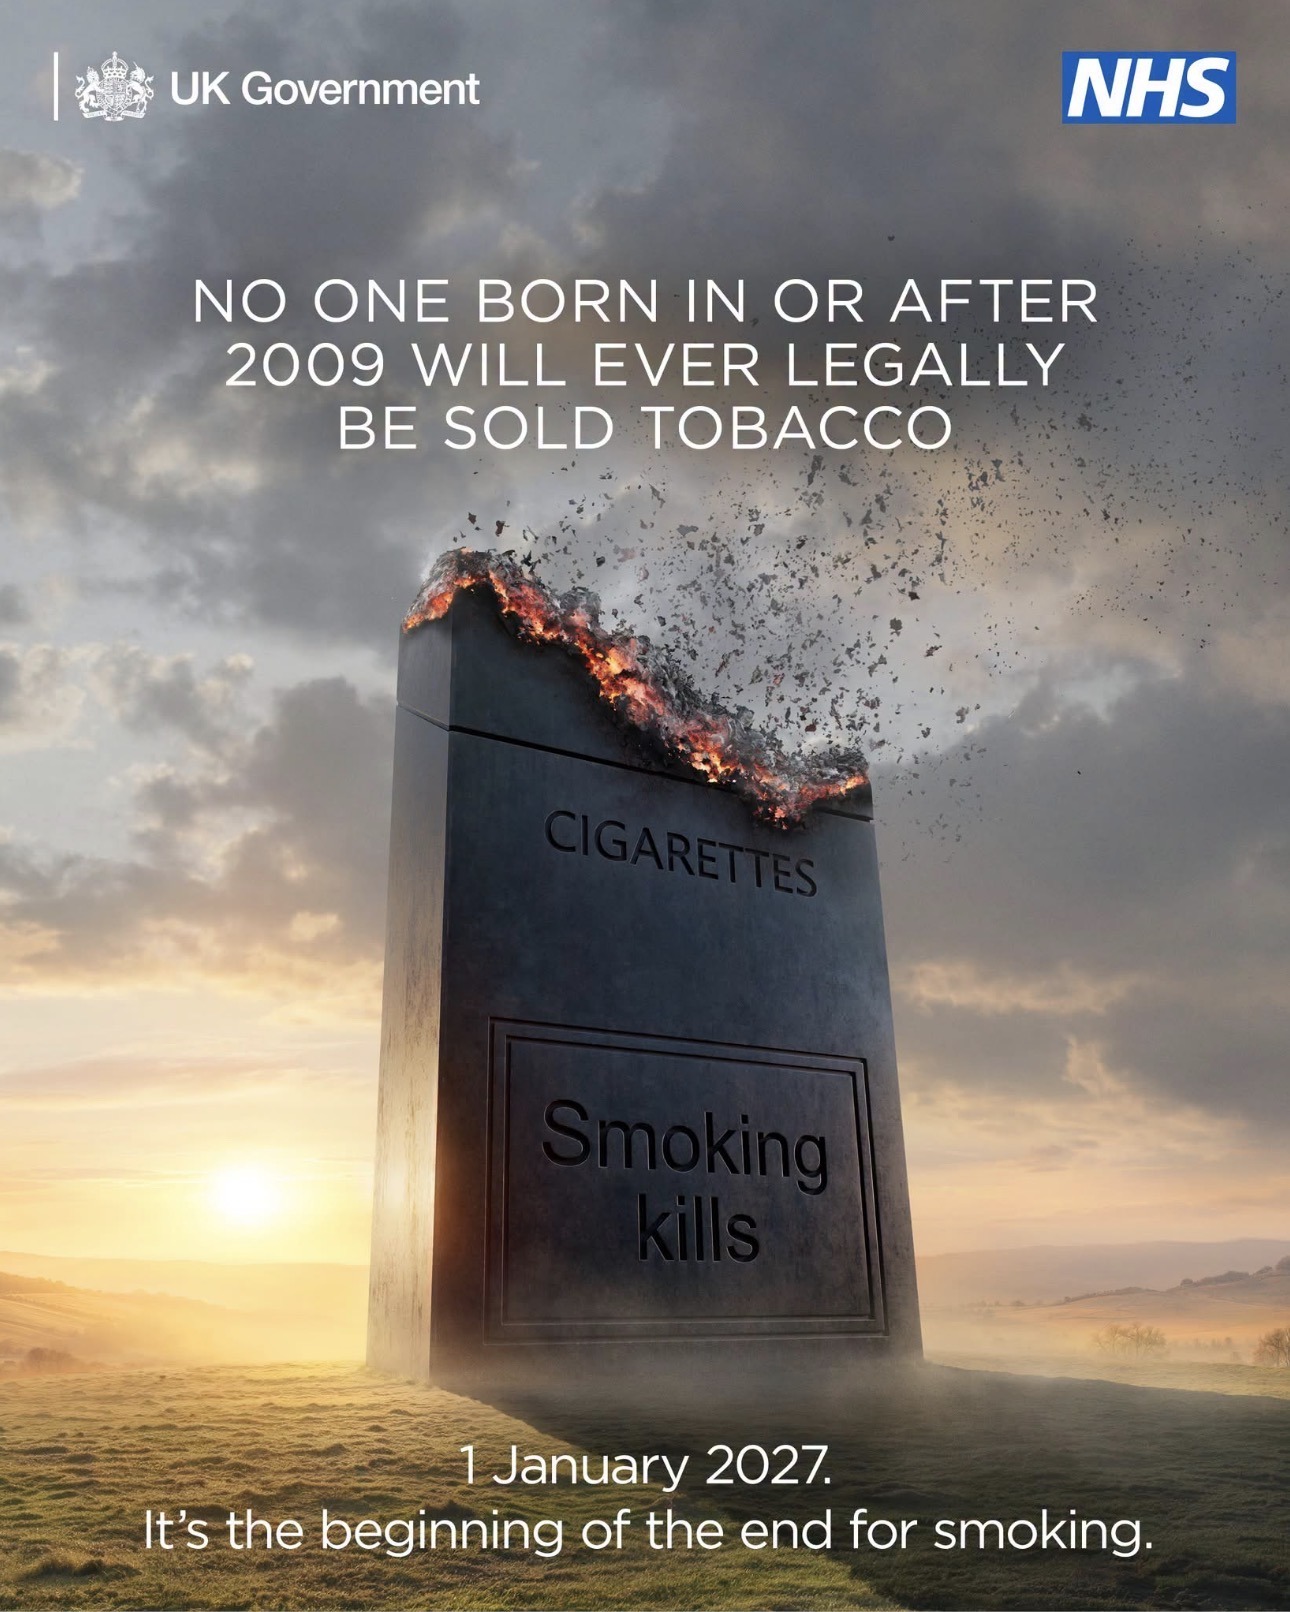 UK Government
NHS
NO ONE BORN IN OR AFTER
2009 WILL EVER LEGALLY
BE SOLD TOBACCO
CIGARETTES
Smoking
kills
1 January 2027.
It's the beginning of the end for smoking.